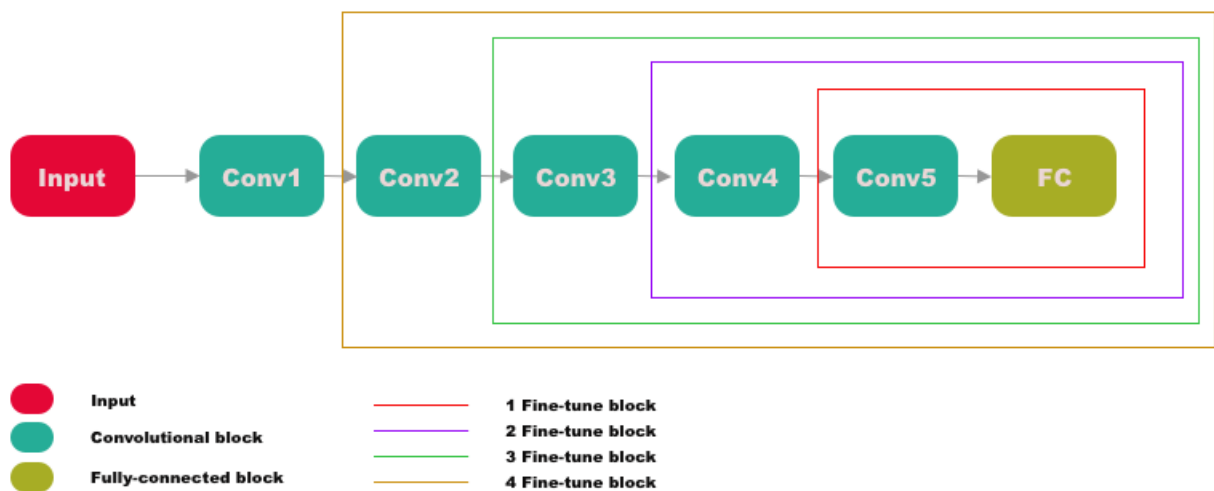 Input
Conv1
Conv2
Conv3
Conv4
Conv5
FC
Input
Convolutional block
Fully-connected block
1 Fine-tune block
2 Fine-tune block
3 Fine-tune block
4 Fine-tune block